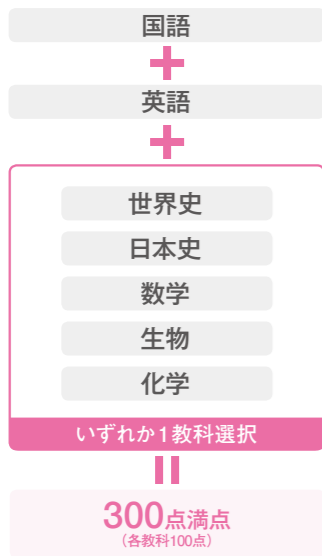 国語
+
英語
+
世界史
日本史
数学
生物
化学
いずれか1教科選択
300点満点
（各教科100点）